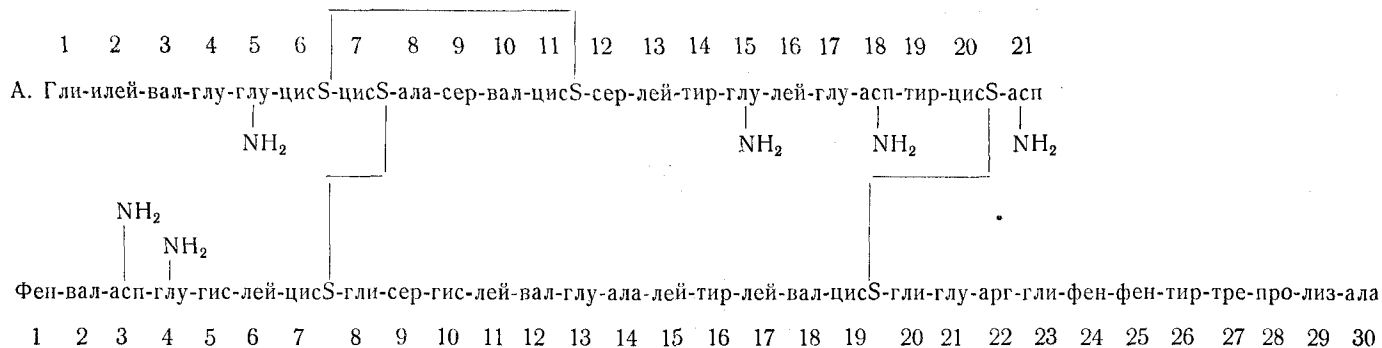 1 2 3 4 5 6 7 8 9 10 11 12 13 14 15 16 17 18 19 20 21
А. Гли-илей-вал-глу-глу-цисS-цисS-ала-сер-вал-цисS-сер-лей-тир-глу-лей-глу-асп-тир-цисS-асп
NH₂ NH₂ NH₂ NH₂
NH₂
NH₂
Фен-вал-асп-глу-гис-лей-цисS-гли-сер-гис-лей-вал-глу-ала-лей-тир-лей-вал-цисS-гли-глу-арг-гли-фен-фен-тир-тре-про-лиз-ала
1 2 3 4 5 6 7 8 9 10 11 12 13 14 15 16 17 18 19 20 21 22 23 24 25 26 27 28 29 30